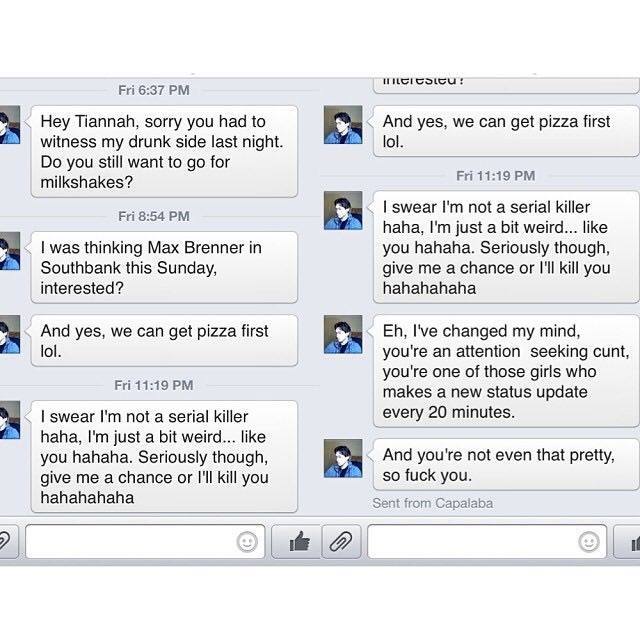 Fri 6:37 PM
Hey Tiannah, sorry you had to
witness my drunk side last night.
Do you still want to go for
milkshakes?
Fri 8:54 PM
I was thinking Max Brenner in
Southbank this Sunday,
interested?
And yes, we can get pizza first
lol.
Fri 11:19 PM
I swear I'm not a serial killer
haha, I'm just a bit weird... like
you hahaha. Seriously though,
give me a chance or I'll kill you
hahahahaha
interested?
And yes, we can get pizza first
lol.
Fri 11:19 PM
I swear I'm not a serial killer
haha, I'm just a bit weird... like
you hahaha. Seriously though,
give me a chance or I'll kill you
hahahahaha
Eh, I've changed my mind,
you're an attention  seeking cunt,
you're one of those girls who
makes a new status update
every 20 minutes.
And you're not even that pretty,
so fuck you.
Sent from Capalaba